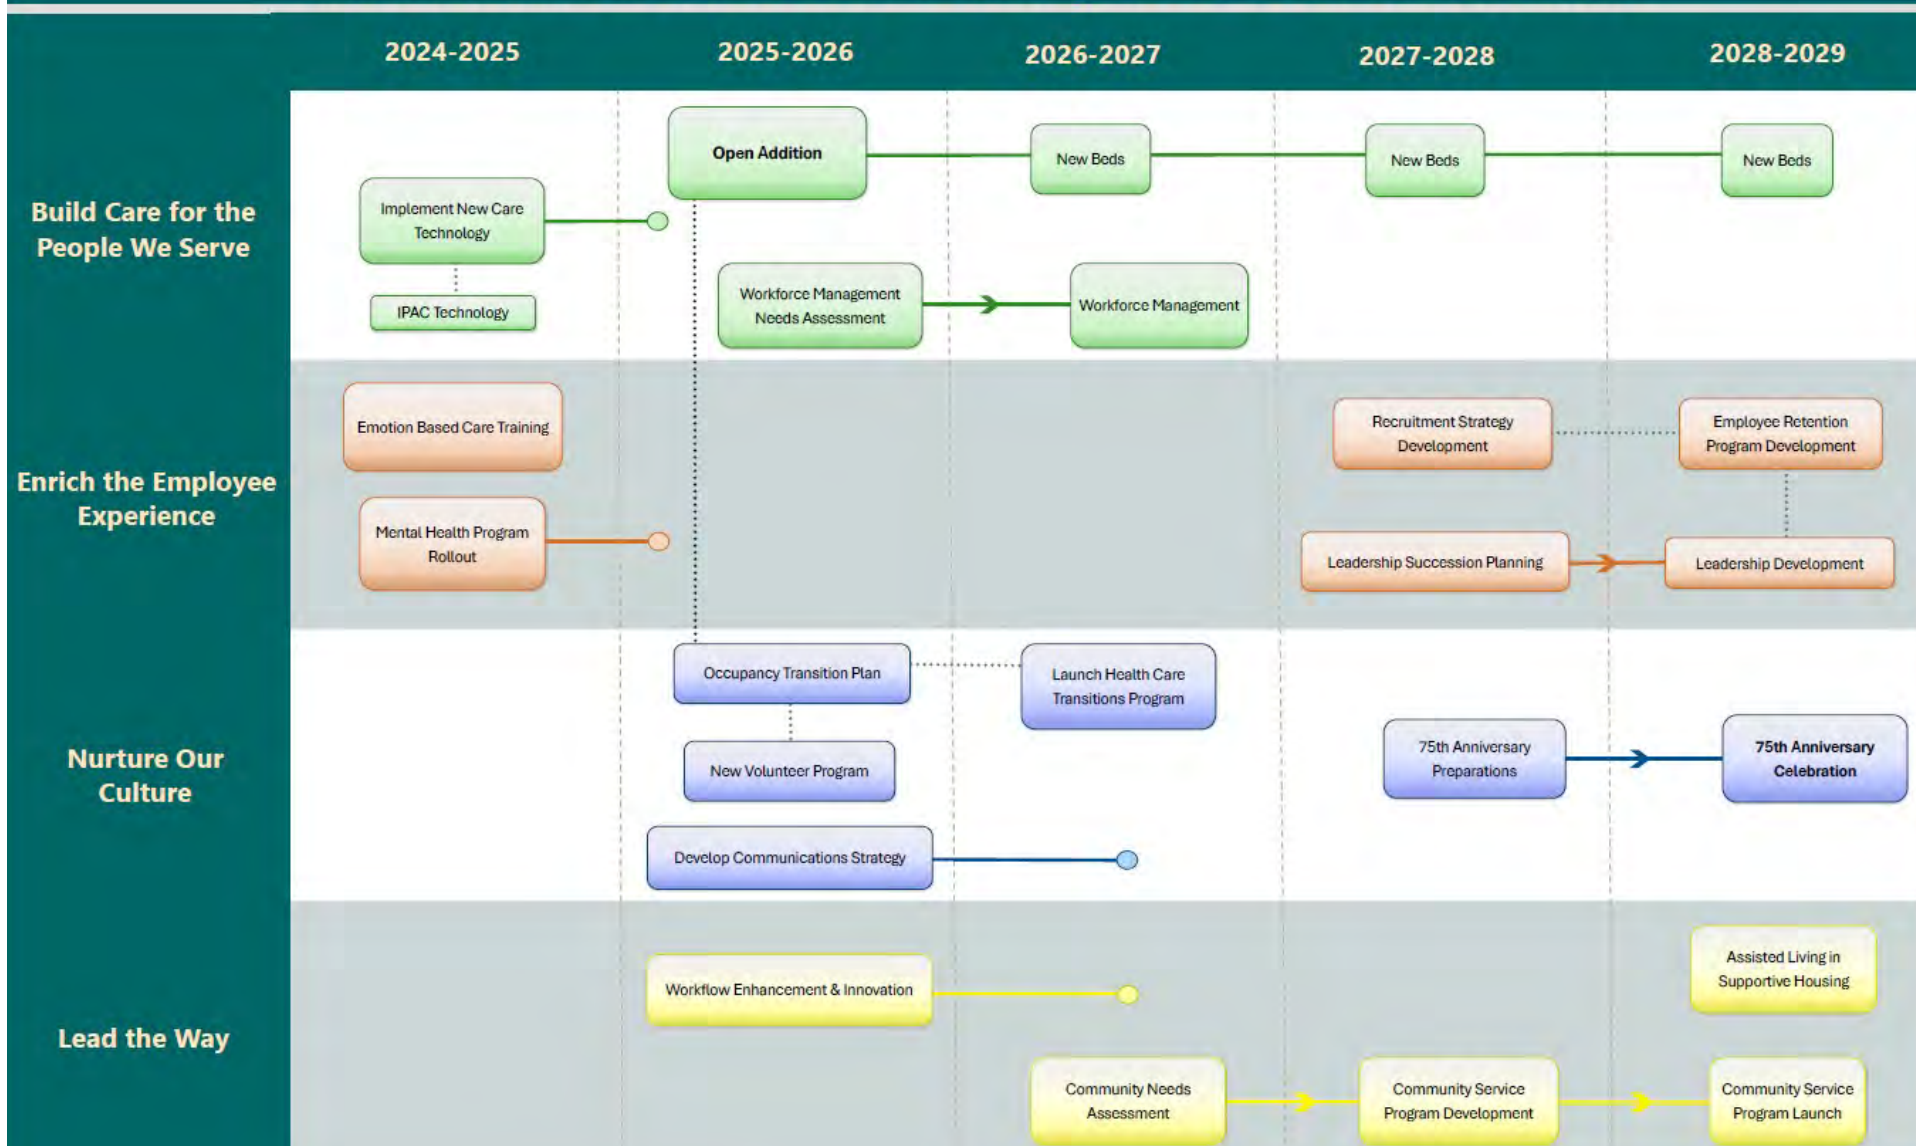 2024-2025
2025-2026
2026-2027
2027-2028
2028-2029
Build Care for the
People We Serve
Open Addition
New Beds
New Beds
New Beds
Implement New Care
Technology
IPAC Technology
Workforce Management
Needs Assessment
Workforce Management
Enrich the Employee
Experience
Emotion Based Care Training
Mental Health Program
Rollout
Recruitment Strategy
Development
Employee Retention
Program Development
Leadership Succession Planning
Leadership Development
Nurture Our
Culture
Occupancy Transition Plan
Launch Health Care
Transitions Program
New Volunteer Program
75th Anniversary
Preparations
75th Anniversary
Celebration
Develop Communications Strategy
Lead the Way
Workflow Enhancement & Innovation
Assisted Living in
Supportive Housing
Community Needs
Assessment
Community Service
Program Development
Community Service
Program Launch